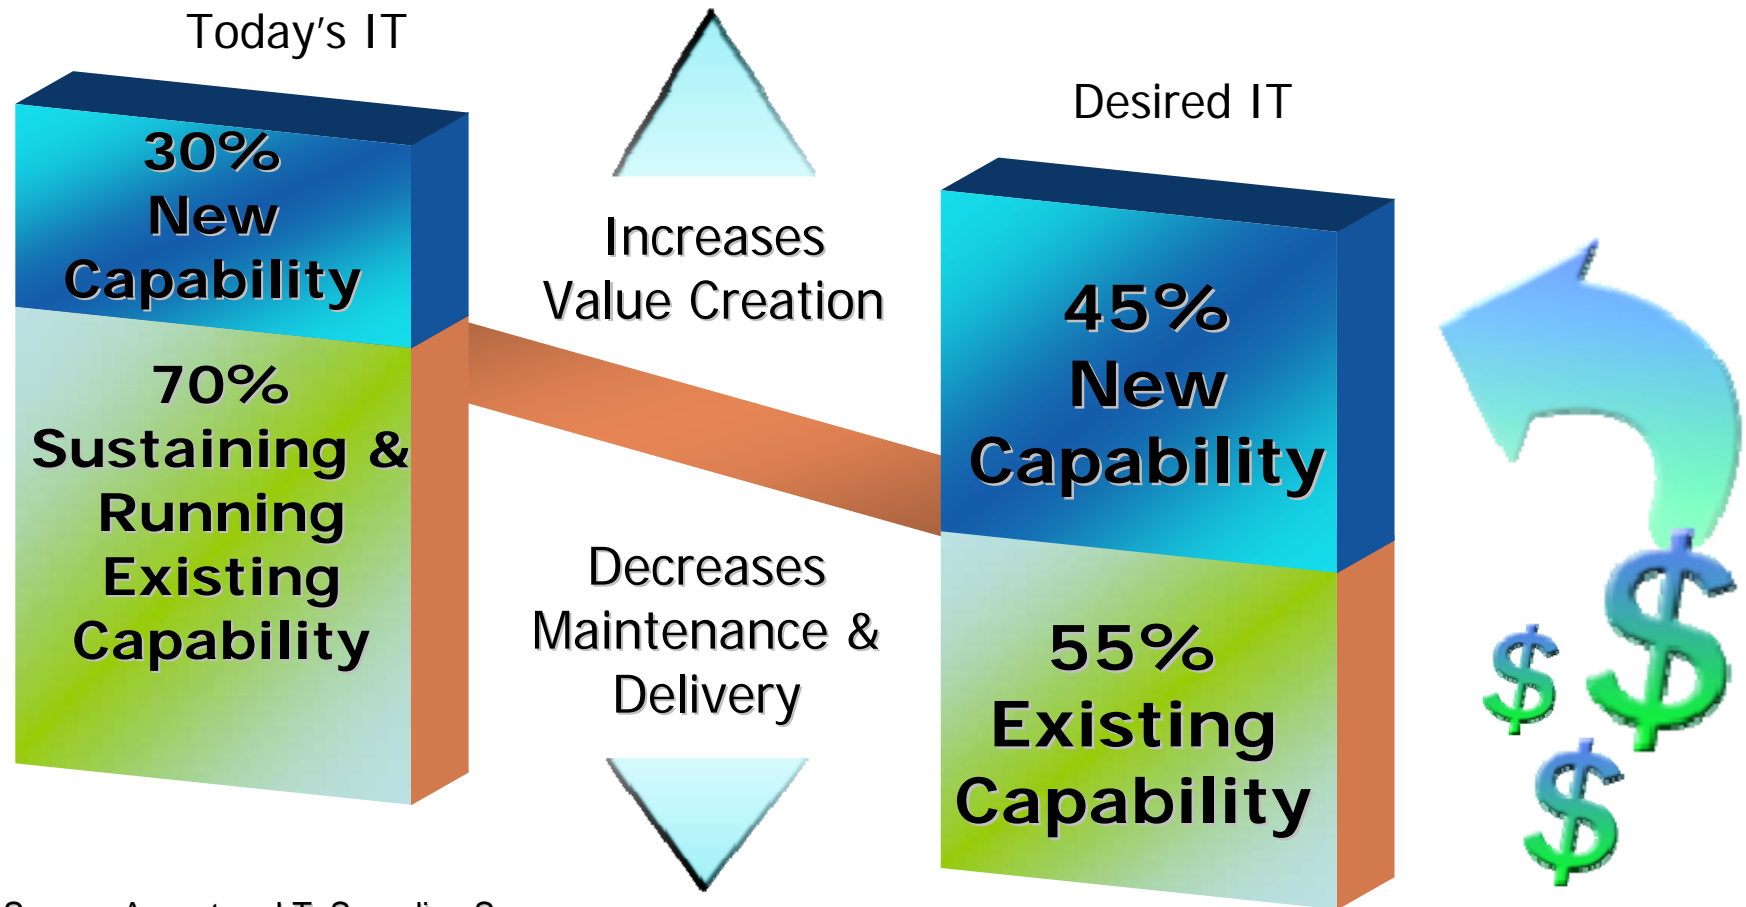 Today's IT
30%
New
Capability
70%
Sustaining &
Running
Existing
Capability
Increases
Value Creation
Decreases
Maintenance &
Delivery
Desired IT
45%
New
Capability
55%
Existing
Capability
$
$
$